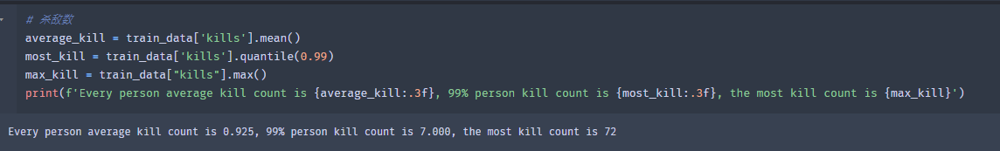 # 杀敌数
average_kill = train_data['kills'].mean()
most_kill = train_data['kills'].quantile(0.99)
max_kill = train_data["kills"].max()
print(f'Every person average kill count is {average_kill:.3f}, 99% person kill count is {most_kill:.3f}, the most kill count is {max_kill}')
Every person average kill count is 0.925, 99% person kill count is 7.000, the most kill count is 72